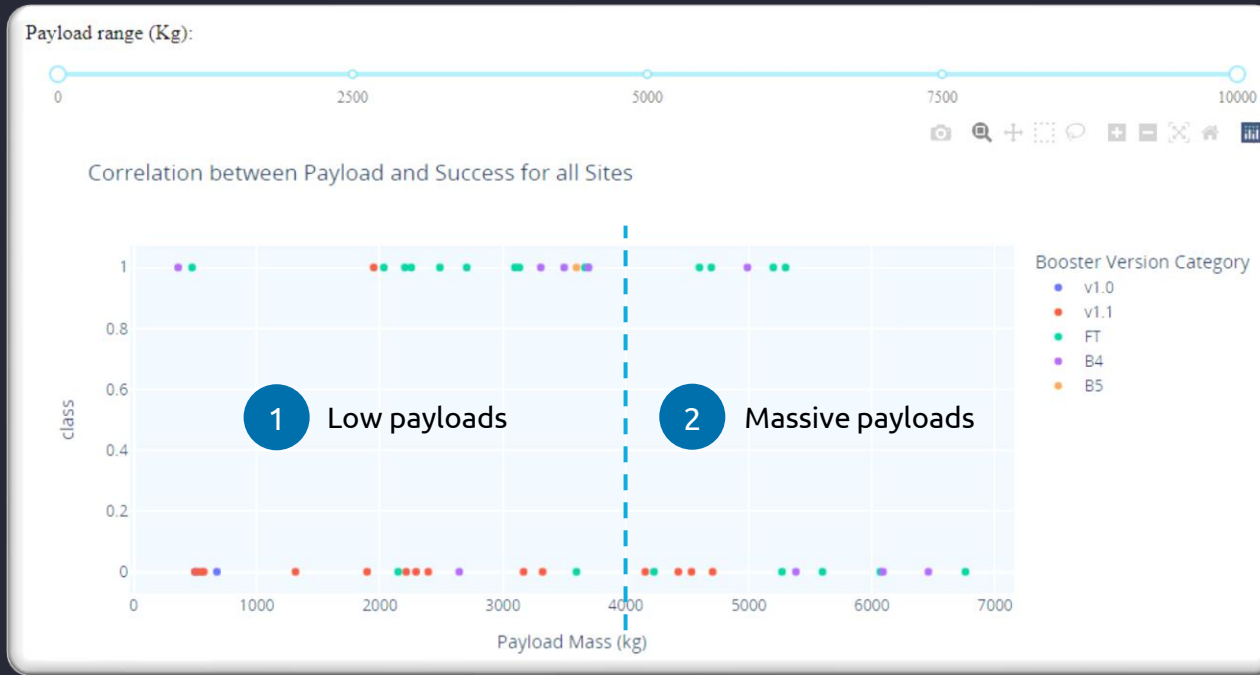 Payload range (Kg):
0 2500 5000 7500 10000
Correlation between Payload and Success for all Sites
1
0.8
0.6
0.4
0.2
0
class
1 Low payloads
2 Massive payloads
0 1000 2000 3000 4000 5000 6000 7000
Payload Mass (kg)
Booster Version Category
v1.0
v1.1
FT
B4
B5